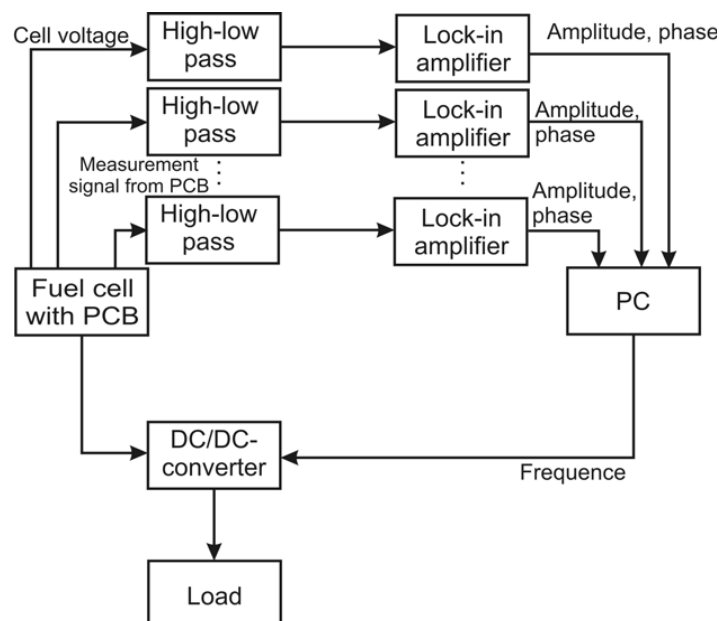 Cell voltage
High-low
pass
Lock-in
amplifier
Amplitude, phase
High-low
pass
Lock-in
amplifier
Amplitude,
phase
Measurement
signal from PCB
High-low
pass
Lock-in
amplifier
Amplitude,
phase
Fuel cell
with PCB
PC
DC/DC-
converter
Frequence
Load